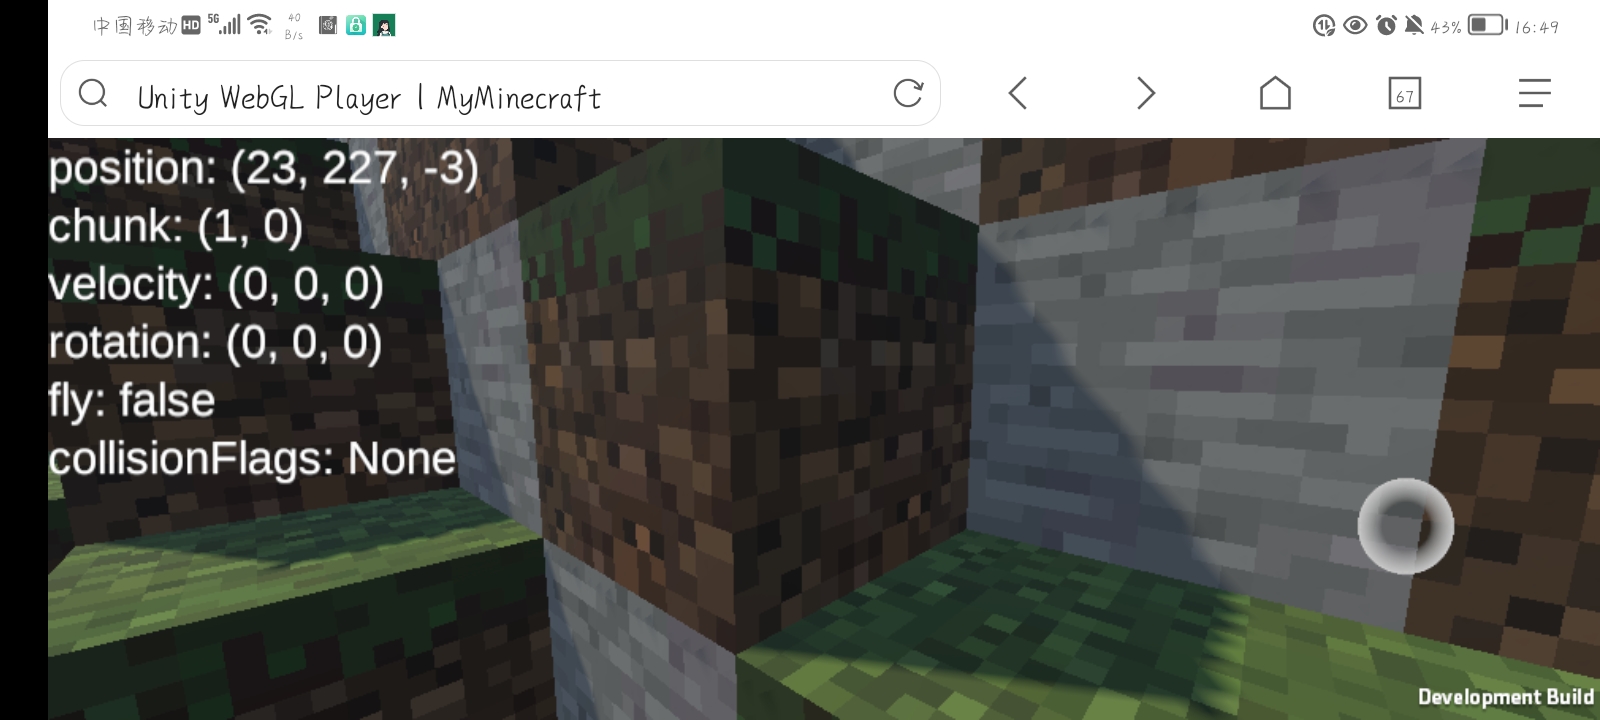 中国移动 HD 5G 40 B/s 43% 16:49
Unity WebGL Player | MyMinecraft 67
position: (23, 227, -3)
chunk: (1, 0)
velocity: (0, 0, 0)
rotation: (0, 0, 0)
fly: false
collisionFlags: None
Development Build